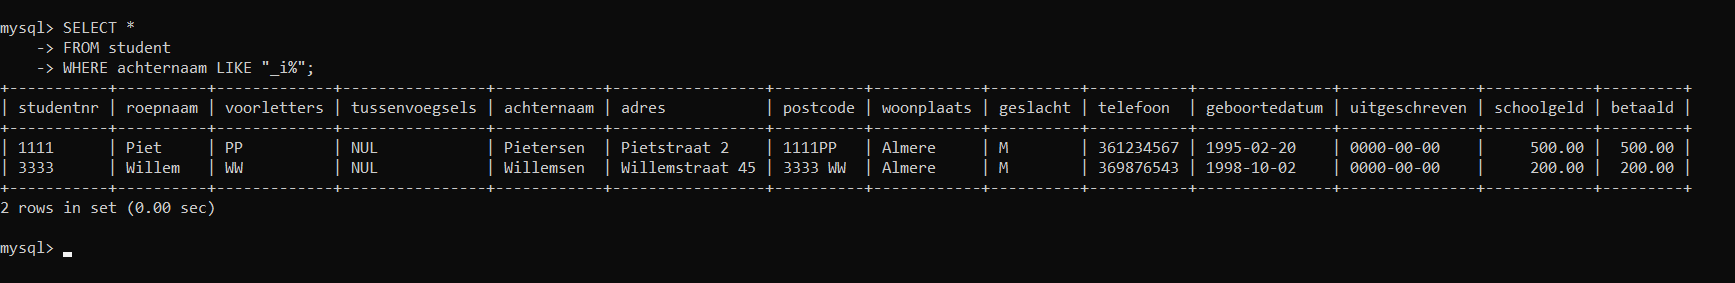 mysql> SELECT *
    -> FROM student
    -> WHERE achternaam LIKE "_i%";
+-----------+----------+-------------+----------------+------------+----------------+----------+------------+----------+-----------+---------------+---------------+------------+---------+
| studentnr | roepnaam | voorletters | tussenvoegsels | achternaam | adres          | postcode | woonplaats | geslacht | telefoon  | geboortedatum | uitgeschreven | schoolgeld | betaald |
+-----------+----------+-------------+----------------+------------+----------------+----------+------------+----------+-----------+---------------+---------------+------------+---------+
| 1111      | Piet     | PP          | NUL            | Pietersen  | Pietstraat 2   | 1111PP   | Almere     | M        | 361234567 | 1995-02-20    | 0000-00-00    |     500.00 |  500.00 |
| 3333      | Willem   | WW          | NUL            | Willemsen  | Willemstraat 45 | 3333 WW  | Almere     | M        | 369876543 | 1998-10-02    | 0000-00-00    |     200.00 |  200.00 |
+-----------+----------+-------------+----------------+------------+----------------+----------+------------+----------+-----------+---------------+---------------+------------+---------+
2 rows in set (0.00 sec)
mysql>